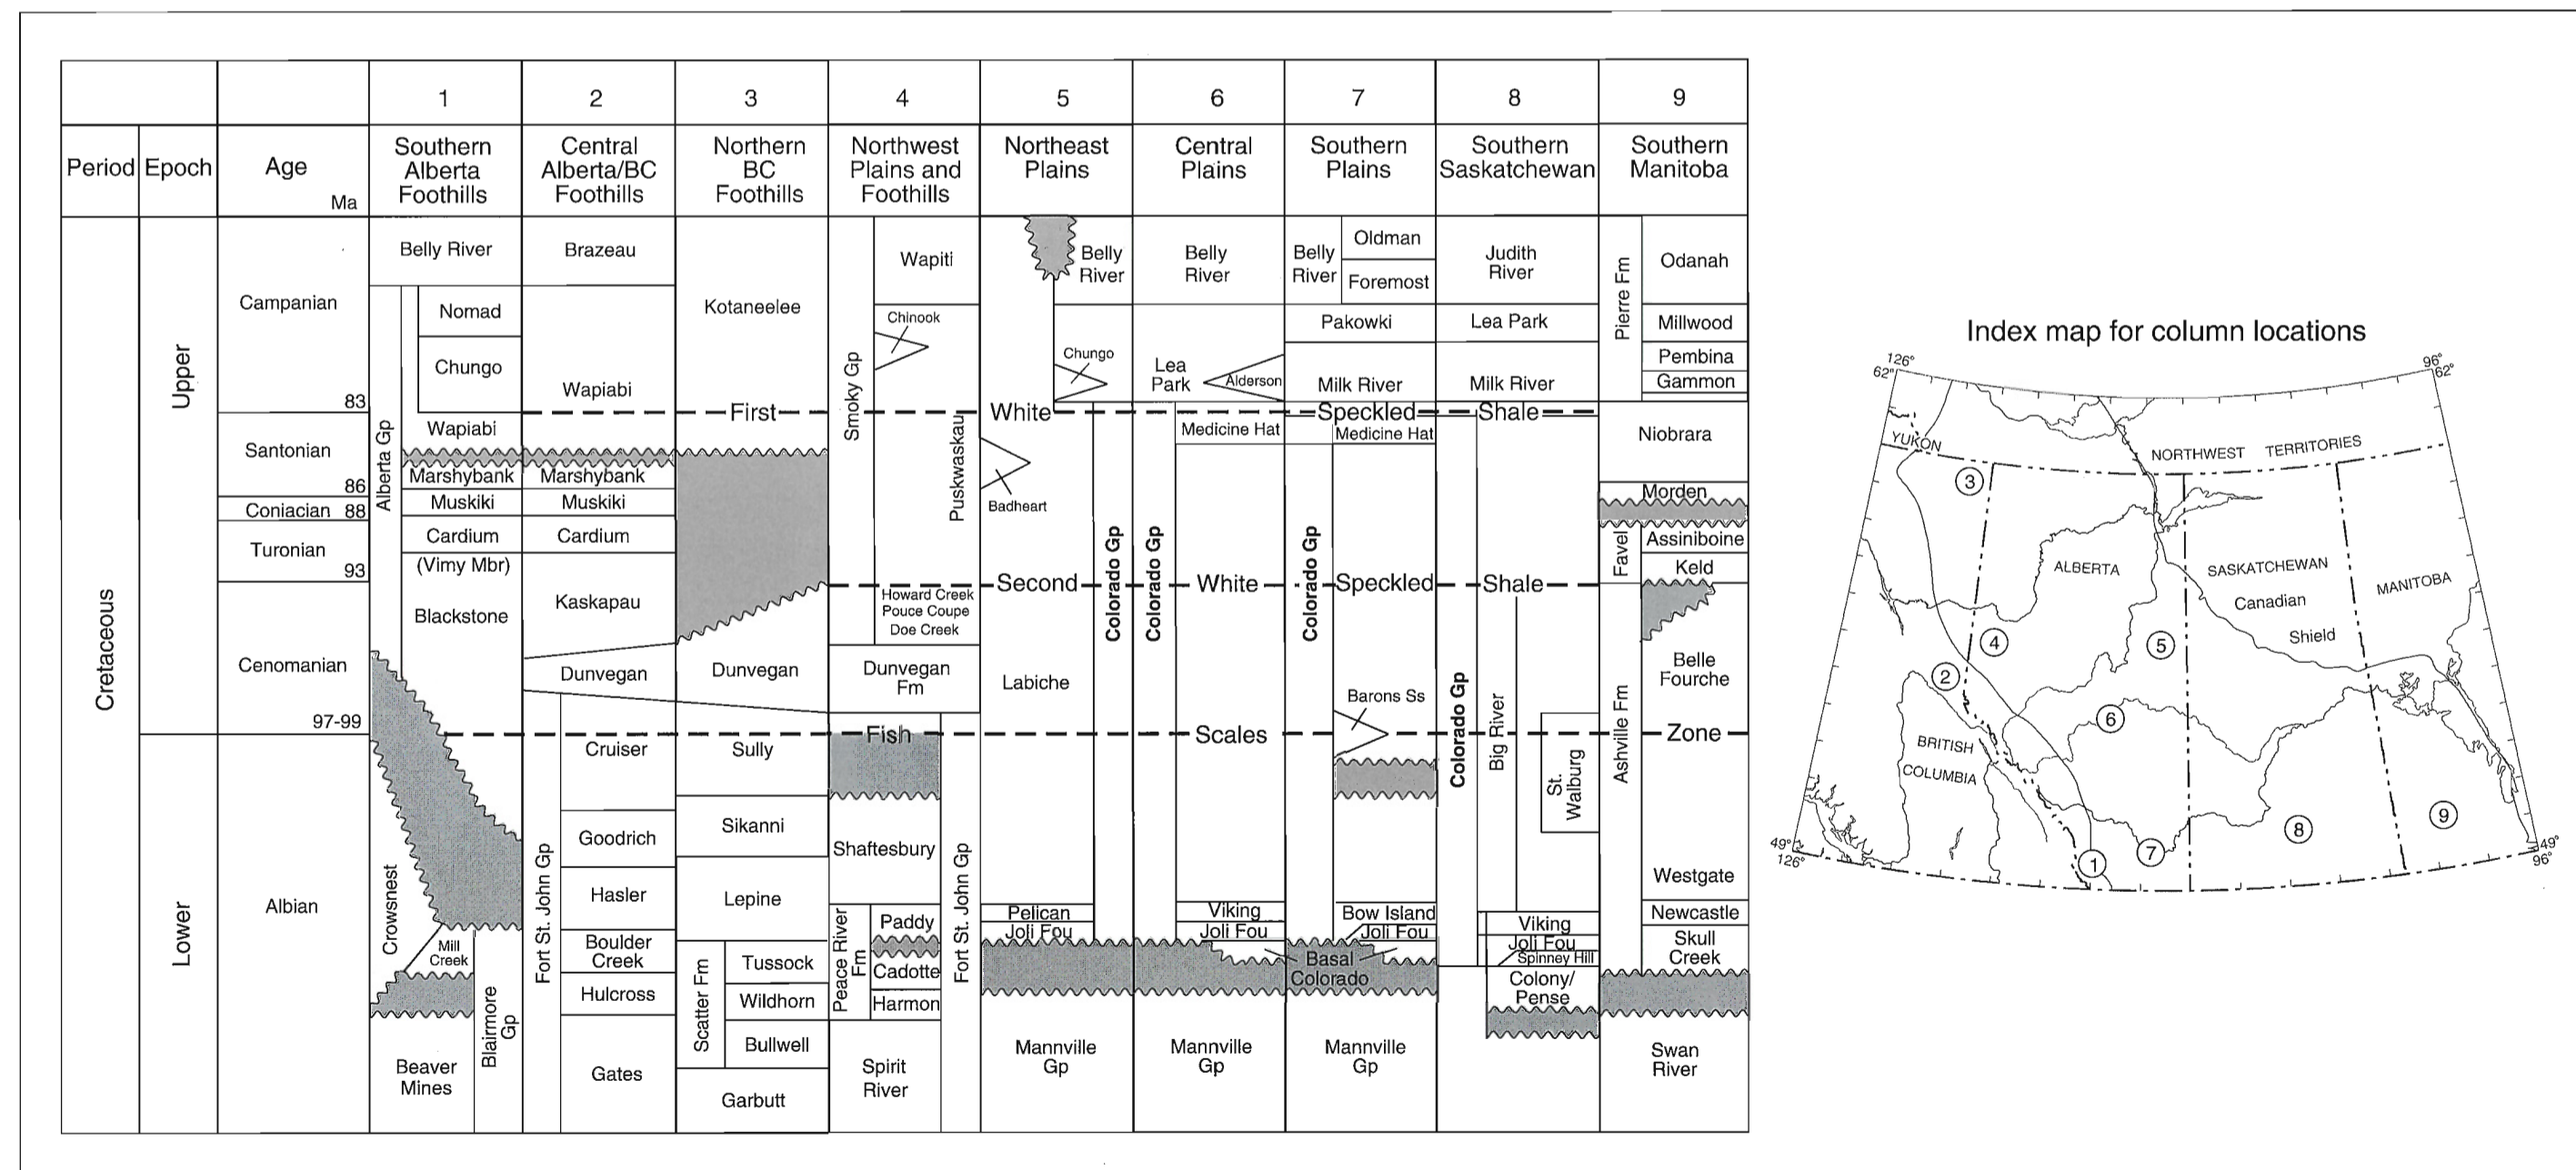 1 2 3 4 5 6 7 8 9
Period Epoch Age Ma
Southern Alberta Foothills
Central Alberta/BC Foothills
Northern BC Foothills
Northwest Plains and Foothills
Northeast Plains
Central Plains
Southern Plains
Southern Saskatchewan
Southern Manitoba
Cretaceous
Upper
Lower
Campanian
83
Santonian
86
Coniacian 88
Turonian
93
Cenomanian
97-99
Albian
Belly River
Nomad
Chungo
Alberta Gp
Wapiabi
Marshybank
Muskiki
Cardium
(Vimy Mbr)
Blackstone
Crowsnest
Mill
Creek
Blairmore
Gp
Beaver
Mines
Brazeau
Wapiabi
Marshybank
Muskiki
Cardium
Kaskapau
Dunvegan
Fort St. John Gp
Cruiser
Goodrich
Hasler
Boulder
Creek
Hulcross
Gates
Kotaneelee
First
Dunvegan
Sully
Sikanni
Lepine
Scatter Fm
Tussock
Wildhorn
Bullwell
Garbutt
Smoky Gp
Wapiti
Chinook
Puskwaskau
Howard Creek
Pouce Coupe
Doe Creek
Dunvegan
Fm
Fish
Shaftesbury
Peace River
Fm
Paddy
Cadotte
Harmon
Fort St. John Gp
Spirit
River
Belly
River
Chungo
White
Badheart
Colorado Gp
Second
Labiche
Pelican
Joli Fou
Mannville
Gp
Belly
River
Lea
Park
Alderson
Medicine Hat
Colorado Gp
White
Scales
Viking
Joli Fou
Mannville
Gp
Belly
River
Oldman
Foremost
Pakowki
Milk River
Speckled
Medicine Hat
Colorado Gp
Speckled
Barons Ss
Bow Island
Joli Fou
Basal
Colorado
Mannville
Gp
Judith
River
Lea Park
Milk River
Shale
Shale
Colorado Gp
Big River
St.
Walburg
Viking
Joli Fou
Spinney Hill
Colony/
Pense
Pierre Fm
Odanah
Millwood
Pembina
Gammon
Niobrara
Morden
Favel
Assiniboine
Keld
Belle
Fourche
Ashville Fm
Zone
Westgate
Newcastle
Skull
Creek
Swan
River
Index map for column locations
126°
62°
96°
62°
YUKON
NORTHWEST TERRITORIES
3
ALBERTA
SASKATCHEWAN
MANITOBA
Canadian
Shield
4
5
2
6
BRITISH
COLUMBIA
1
7
8
9
49°
126°
49°
96°